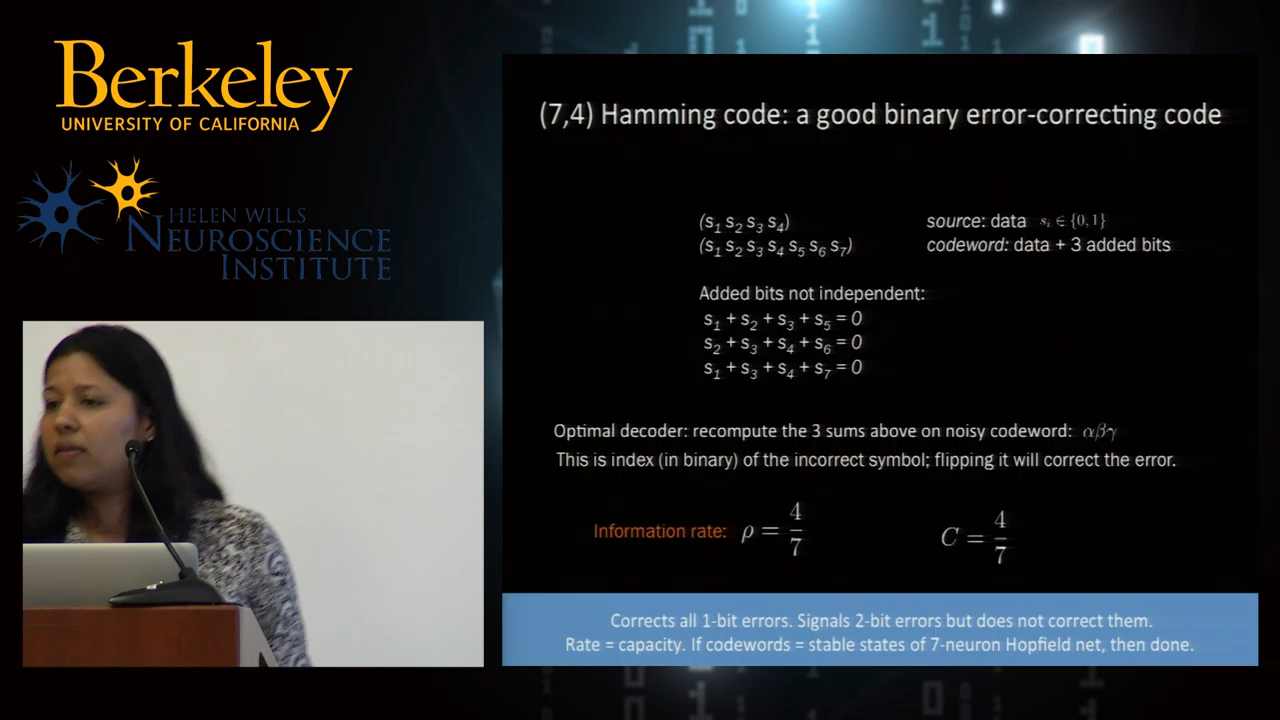 Berkeley
UNIVERSITY OF CALIFORNIA
HELEN WILLS
NEUROSCIENCE
INSTITUTE
(7,4) Hamming code: a good binary error-correcting code
(s₁ s₂ s₃ s₄) source: data sᵢ ∈ {0, 1}
(s₁ s₂ s₃ s₄ s₅ s₆ s₇) codeword: data + 3 added bits
Added bits not independent:
s₁ + s₂ + s₃ + s₅ = 0
s₂ + s₃ + s₄ + s₆ = 0
s₁ + s₃ + s₄ + s₇ = 0
Optimal decoder: recompute the 3 sums above on noisy codeword: αβγ
This is index (in binary) of the incorrect symbol; flipping it will correct the error.
Information rate: ρ = 4/7 C = 4/7
Corrects all 1-bit errors. Signals 2-bit errors but does not correct them.
Rate = capacity. If codewords = stable states of 7-neuron Hopfield net, then done.